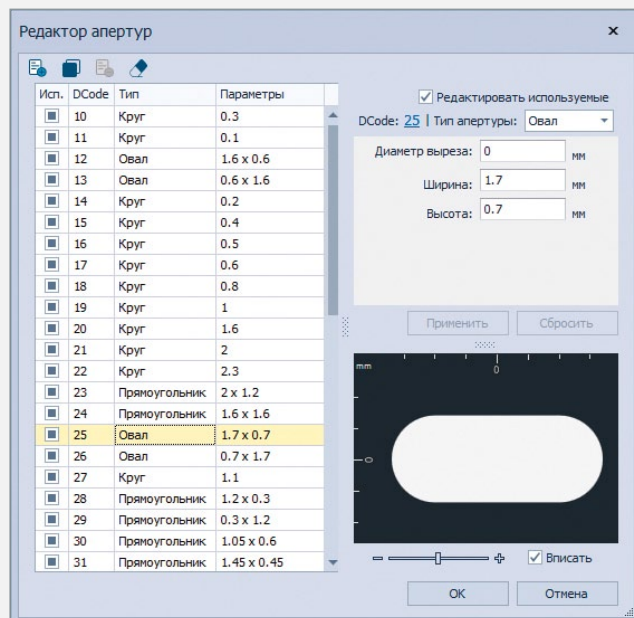 Редактор апертур
Исп. DCode Тип Параметры
10 Круг 0.3
11 Круг 0.1
12 Овал 1.6 x 0.6
13 Овал 0.6 x 1.6
14 Круг 0.2
15 Круг 0.4
16 Круг 0.5
17 Круг 0.6
18 Круг 0.8
19 Круг 1
20 Круг 1.6
21 Круг 2
22 Круг 2.3
23 Прямоугольник 2 x 1.2
24 Прямоугольник 1.6 x 1.6
25 Овал 1.7 x 0.7
26 Овал 0.7 x 1.7
27 Круг 1.1
28 Прямоугольник 1.2 x 0.3
29 Прямоугольник 0.3 x 1.2
30 Прямоугольник 1.05 x 0.6
31 Прямоугольник 1.45 x 0.45
Редактировать используемые
DCode: 25 | Тип апертуры: Овал
Диаметр выреза: 0 мм
Ширина: 1.7 мм
Высота: 0.7 мм
Применить Сбросить
mm 0
0
Вписать
OK Отмена